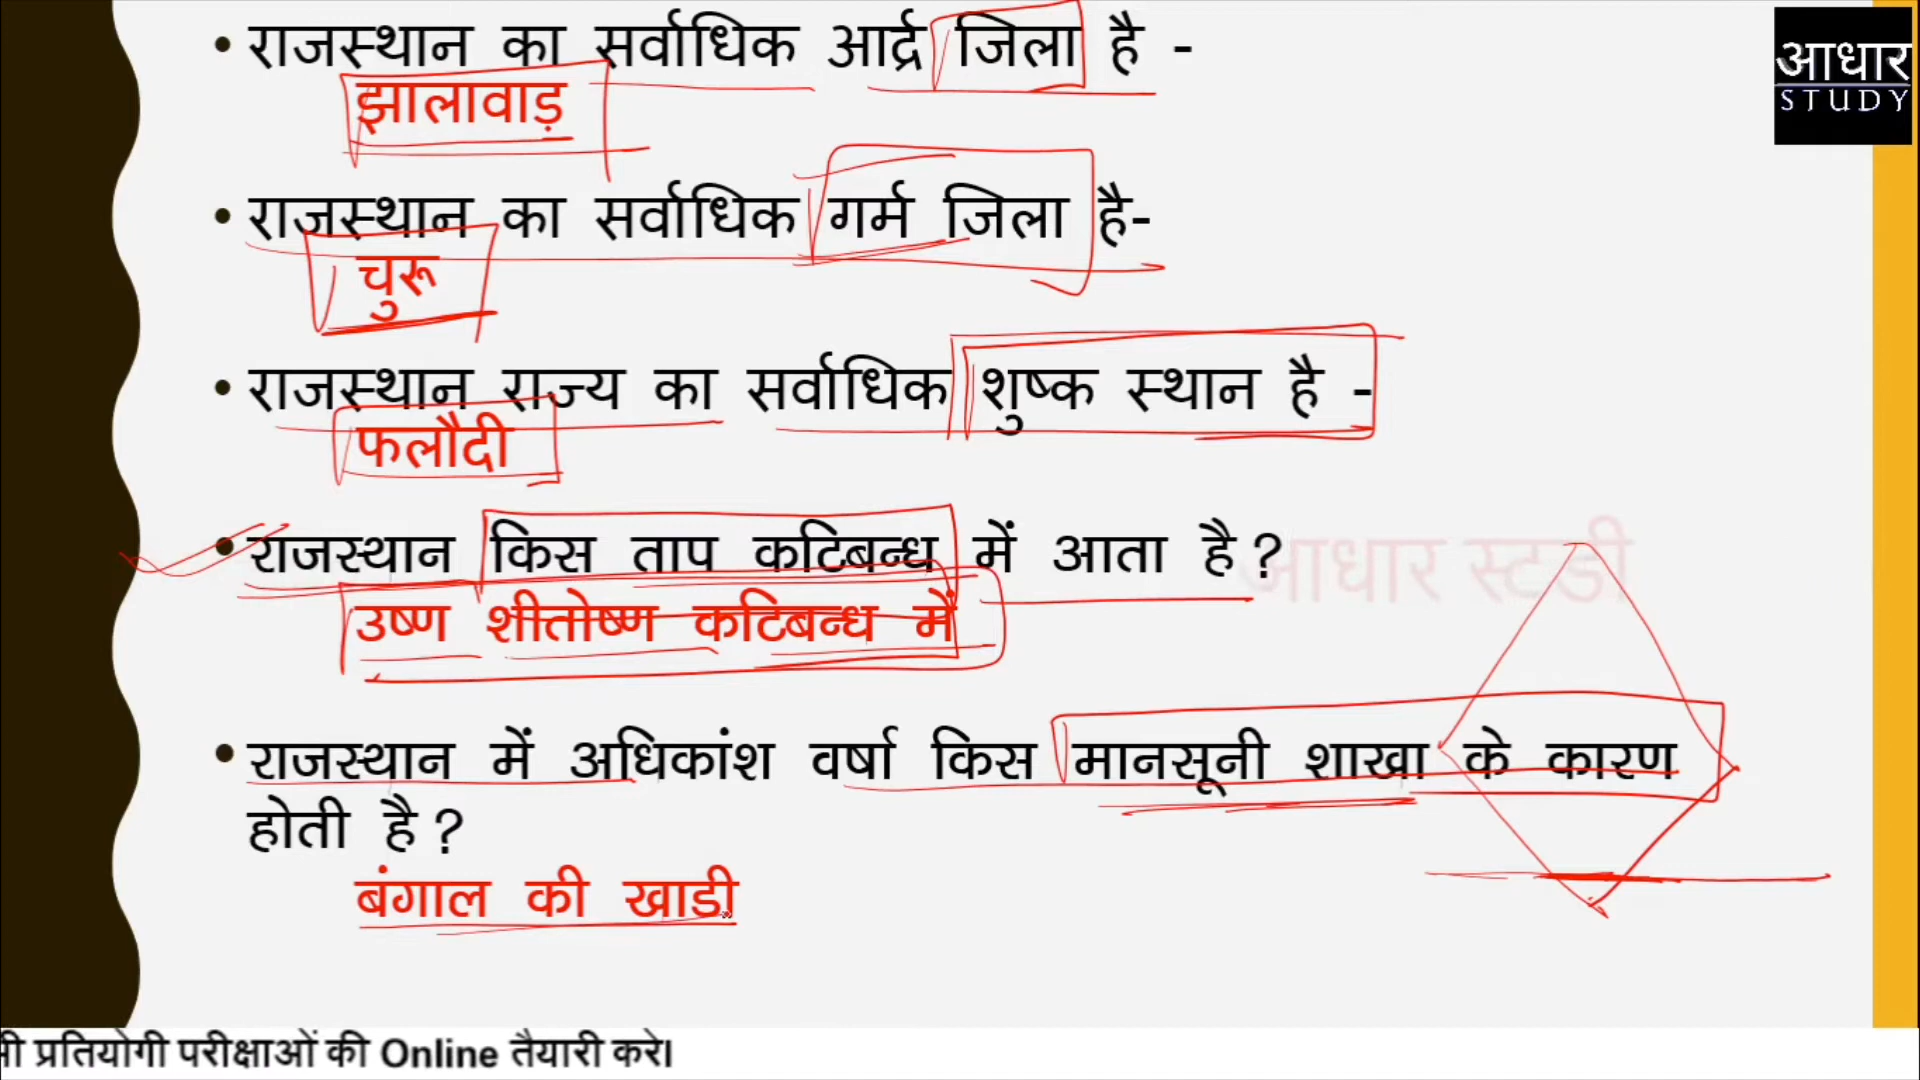 • राजस्थान का सर्वाधिक आर्द्र जिला है -
झालावाड़
• राजस्थान का सर्वाधिक गर्म जिला है-
चुरू
• राजस्थान राज्य का सर्वाधिक शुष्क स्थान है -
फलौदी
• राजस्थान किस ताप कटिबन्ध में आता है?
उष्ण शीतोष्ण कटिबन्ध में
• राजस्थान में अधिकांश वर्षा किस मानसूनी शाखा के कारण
होती है?
बंगाल की खाडी
आधार
STUDY
आधार स्टडी
प्रतियोगी परीक्षाओं की Online तैयारी करे।